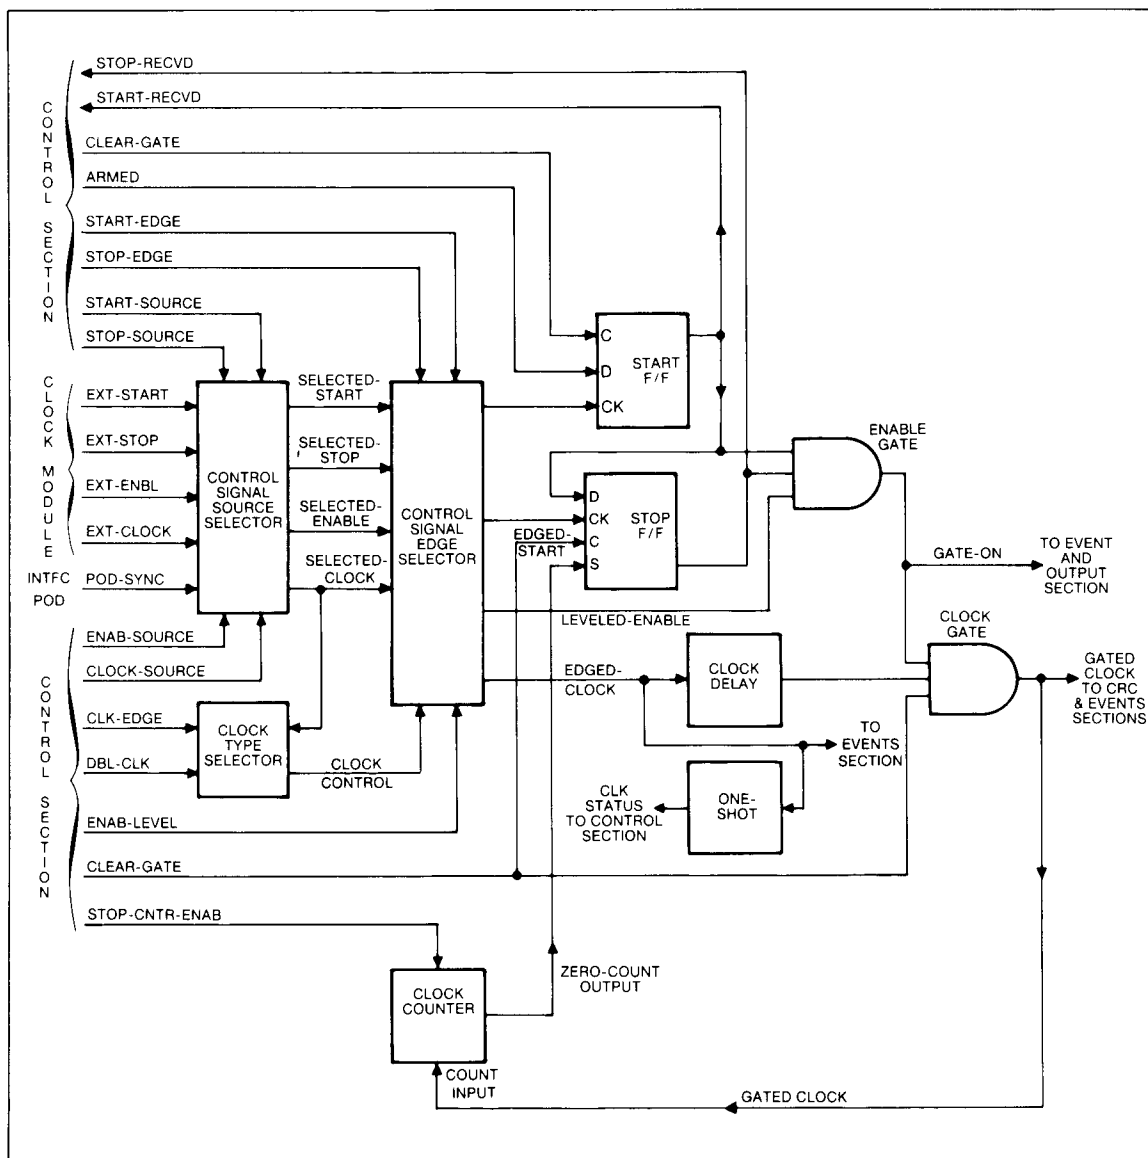 STOP-RECVD
START-RECVD
CLEAR-GATE
ARMED
START-EDGE
STOP-EDGE
START-SOURCE
STOP-SOURCE
CONTROL SECTION
EXT-START
EXT-STOP
EXT-ENBL
EXT-CLOCK
CLOCK MODULE
INTFC
POD
POD-SYNC
ENAB-SOURCE
CLOCK-SOURCE
CLK-EDGE
DBL-CLK
ENAB-LEVEL
CLEAR-GATE
STOP-CNTR-ENAB
CONTROL SECTION
CONTROL
SIGNAL
SOURCE
SELECTOR
SELECTED-
START
SELECTED-
STOP
SELECTED-
ENABLE
SELECTED-
CLOCK
CLOCK
TYPE
SELECTOR
CLOCK
CONTROL
CONTROL
SIGNAL
EDGE
SELECTOR
C
D
CK
START
F/F
D
CK
C
S
STOP
F/F
EDGED-
START
LEVELED-ENABLE
EDGED-
CLOCK
CLOCK
DELAY
ENABLE
GATE
GATE-ON
TO EVENT
AND
OUTPUT
SECTION
CLOCK
GATE
GATED
CLOCK
TO CRC
& EVENTS
SECTIONS
TO
EVENTS
SECTION
ONE-
SHOT
CLK
STATUS
TO CONTROL
SECTION
CLOCK
COUNTER
ZERO-COUNT
OUTPUT
COUNT
INPUT
GATED CLOCK